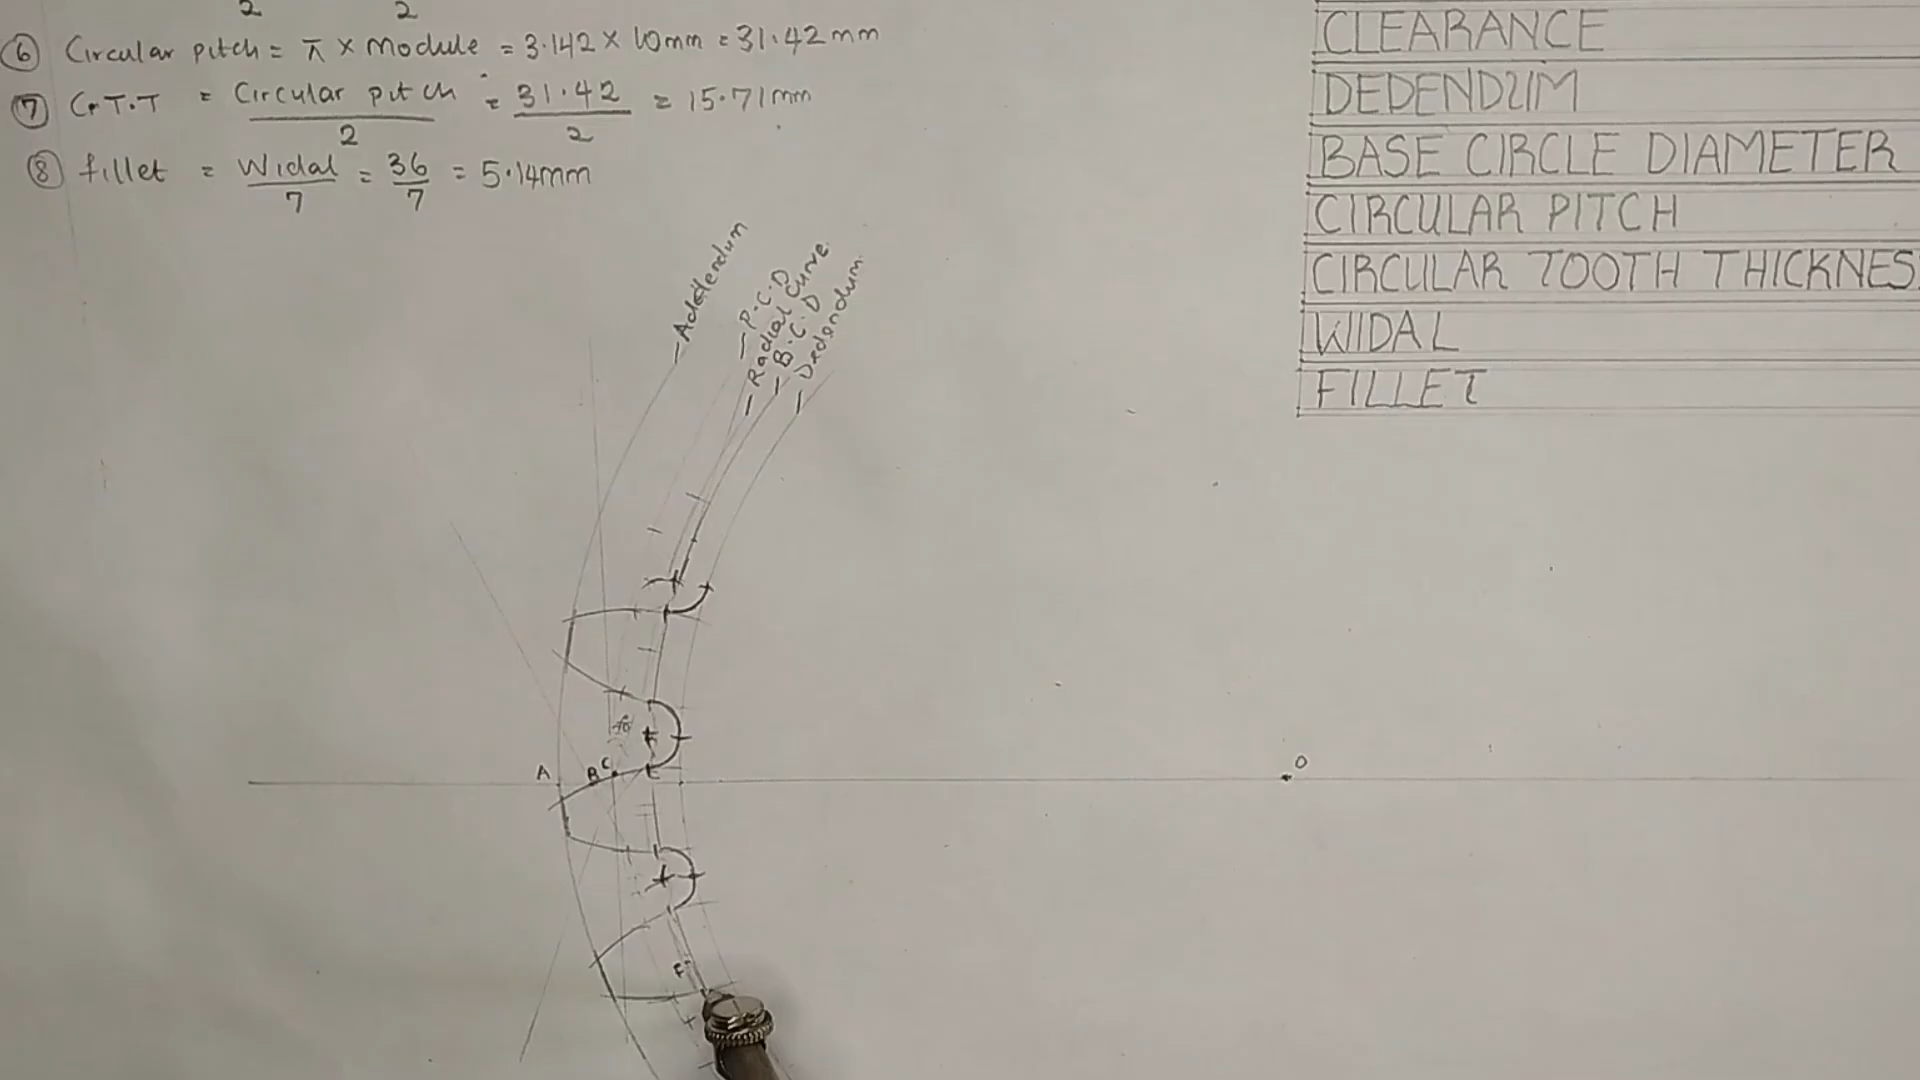 2 2
⑥ Circular pitch = π × module = 3.142 × 10mm = 31.42mm
⑦ C.T.T = Circular pitch / 2 = 31.42 / 2 = 15.71mm
⑧ fillet = Widal / 7 = 36 / 7 = 5.14mm
CLEARANCE
DEDENDUM
BASE CIRCLE DIAMETER
CIRCULAR PITCH
CIRCULAR TOOTH THICKNES
WIDAL
FILLET
Addendum
P.C.D
Radial Curve
B.C.D
Dedendum
A
B
C
E
F
O